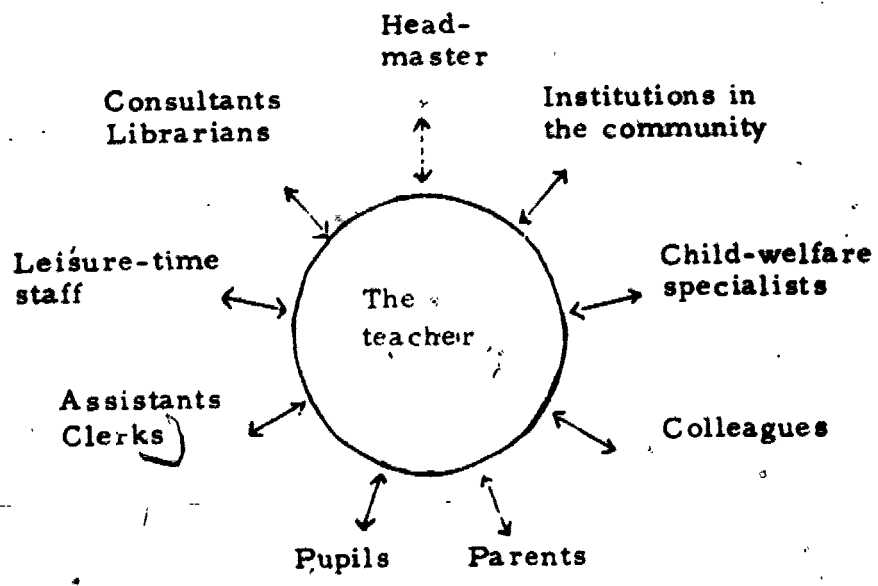 Head-
master
Consultants
Librarians
Institutions in
the community
Leisure-time
staff
Child-welfare
specialists
The
teacher
Assistants
Clerks
Colleagues
Pupils
Parents